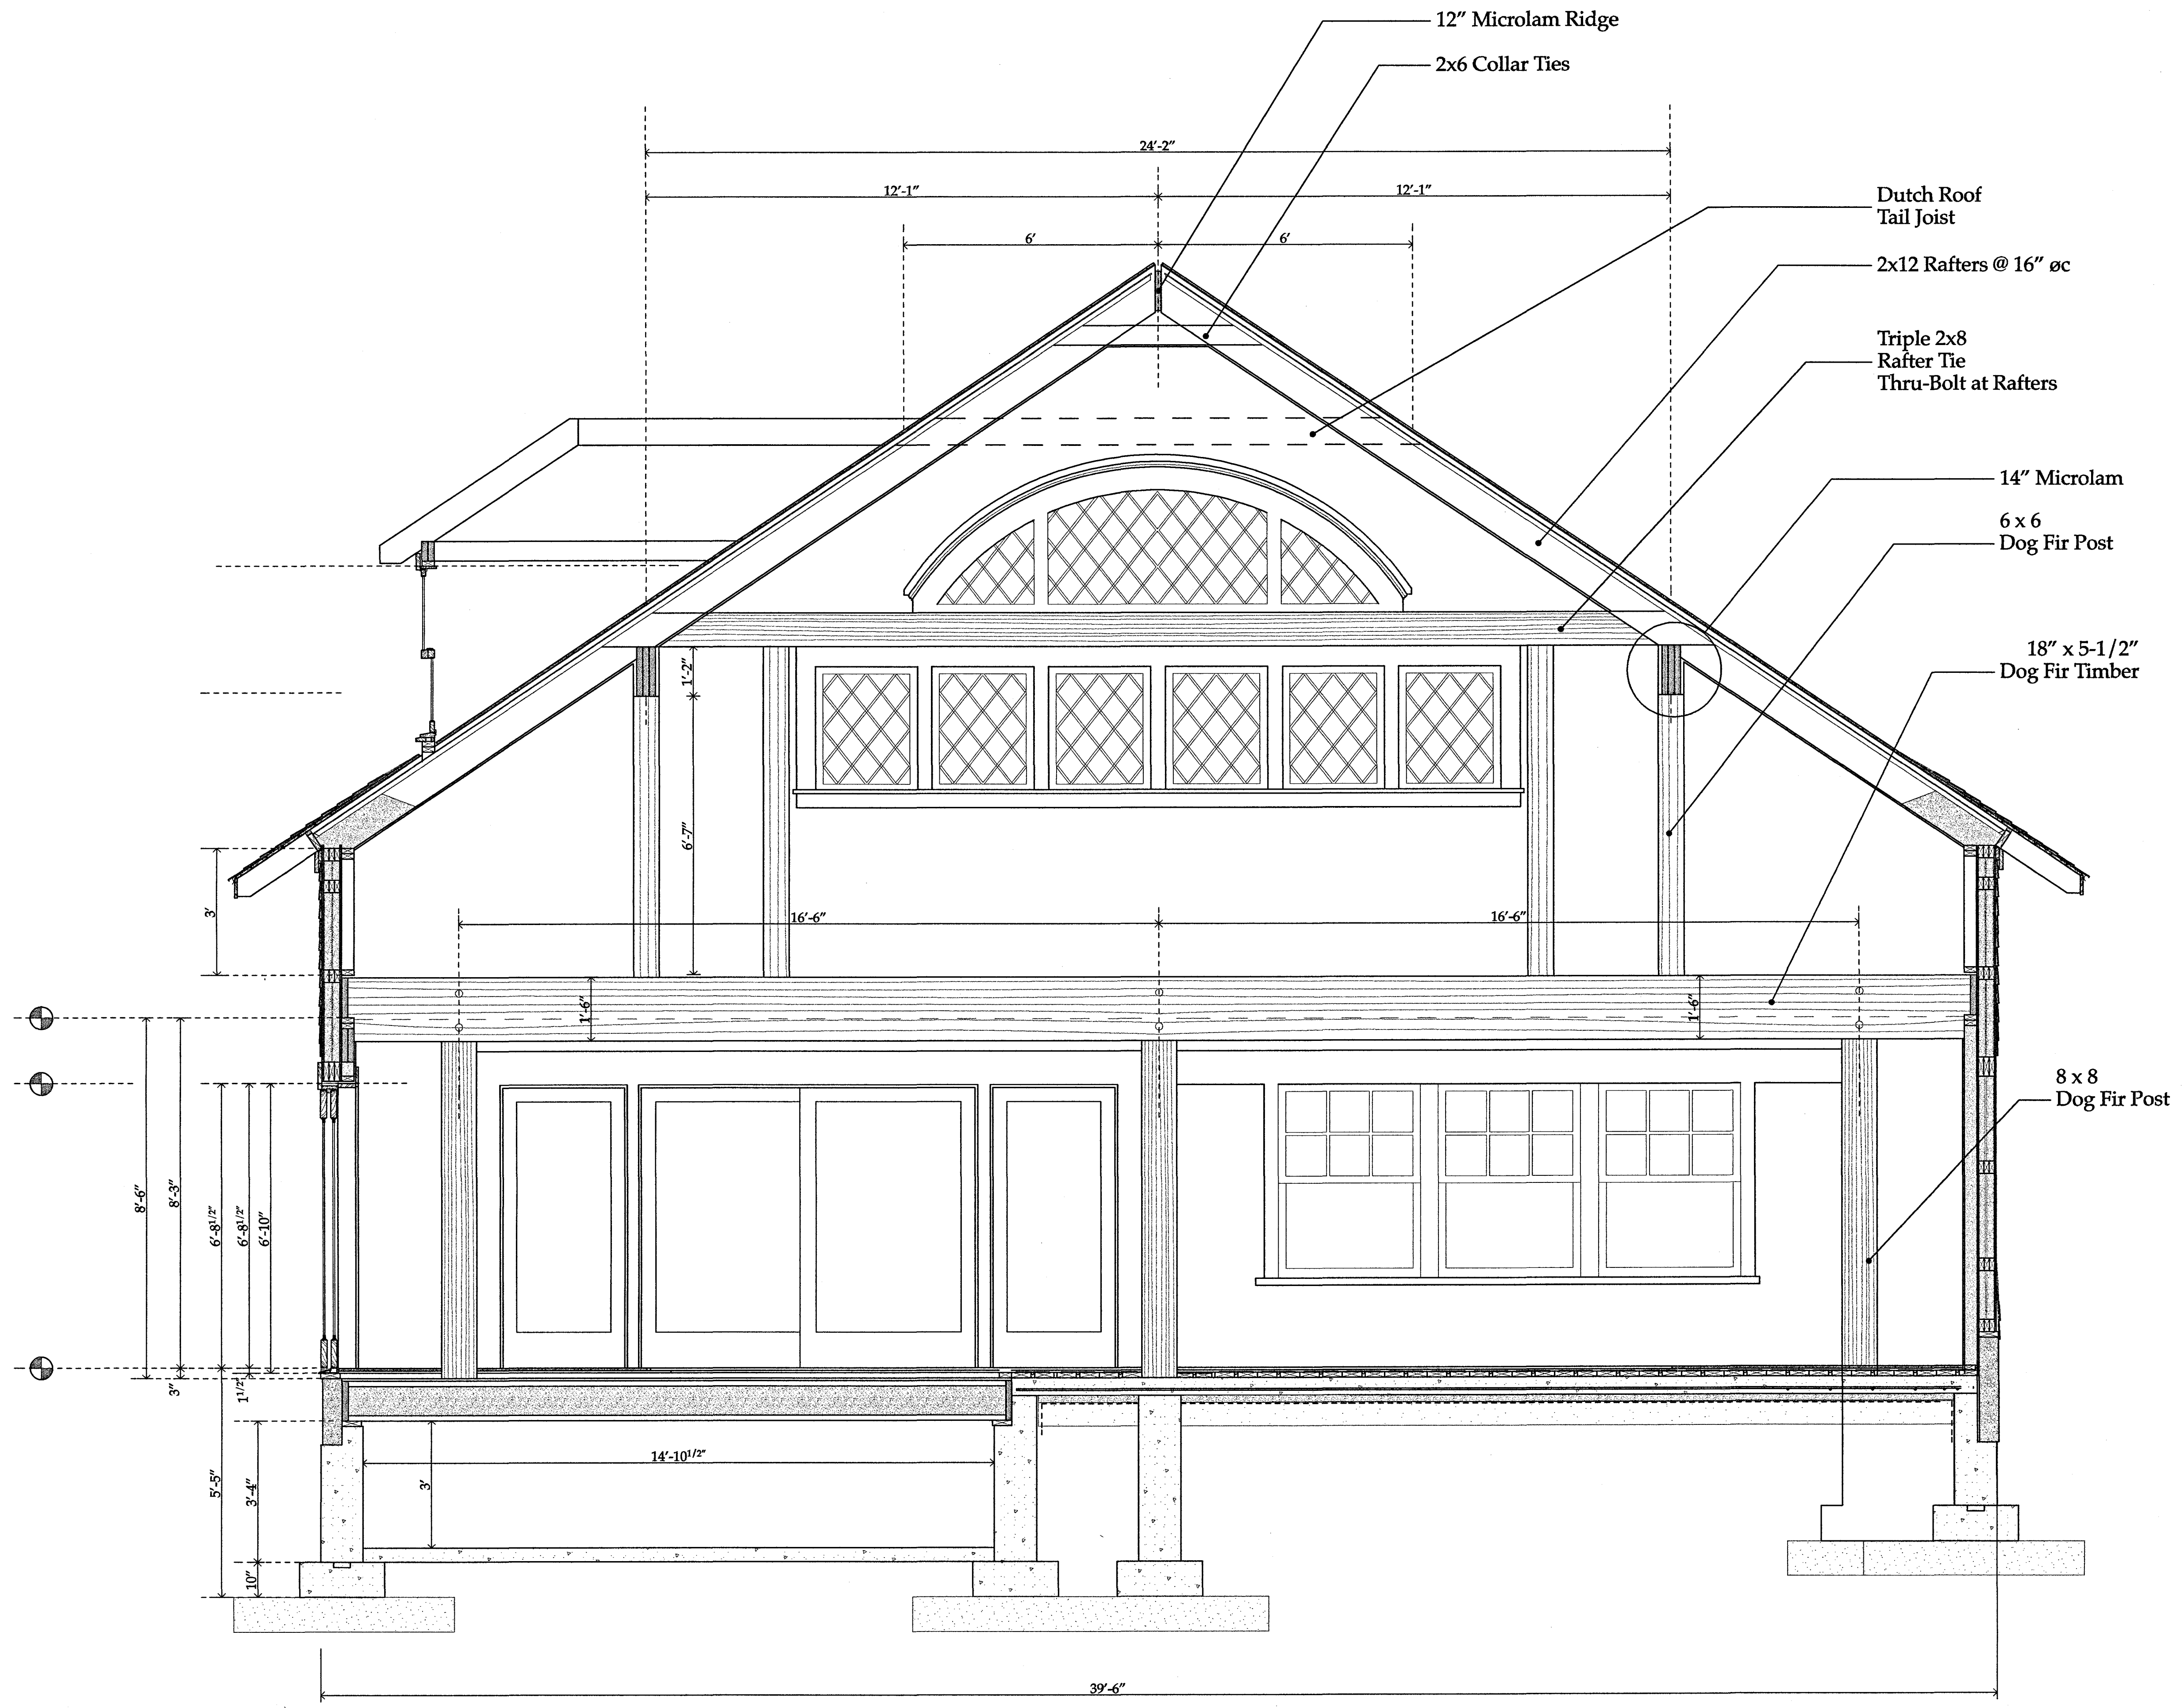 12″ Microlam Ridge
2x6 Collar Ties
24′-2″
12′-1″
12′-1″
Dutch Roof
Tail Joist
6′
6′
2x12 Rafters @ 16″ øc
Triple 2x8
Rafter Tie
Thru-Bolt at Rafters
14″ Microlam
6 x 6
Dog Fir Post
18″ x 5-1/2″
Dog Fir Timber
1′-2″
6′-7″
3′
16′-6″
16′-6″
1′-6″
1′-6″
8 x 8
Dog Fir Post
8′-6″
8′-3″
6′-8 1/2″
6′-8 1/2″
6′-10″
3″
1 1/2″
14′-10 1/2″
5′-5″
3′-4″
3′
10″
39′-6″